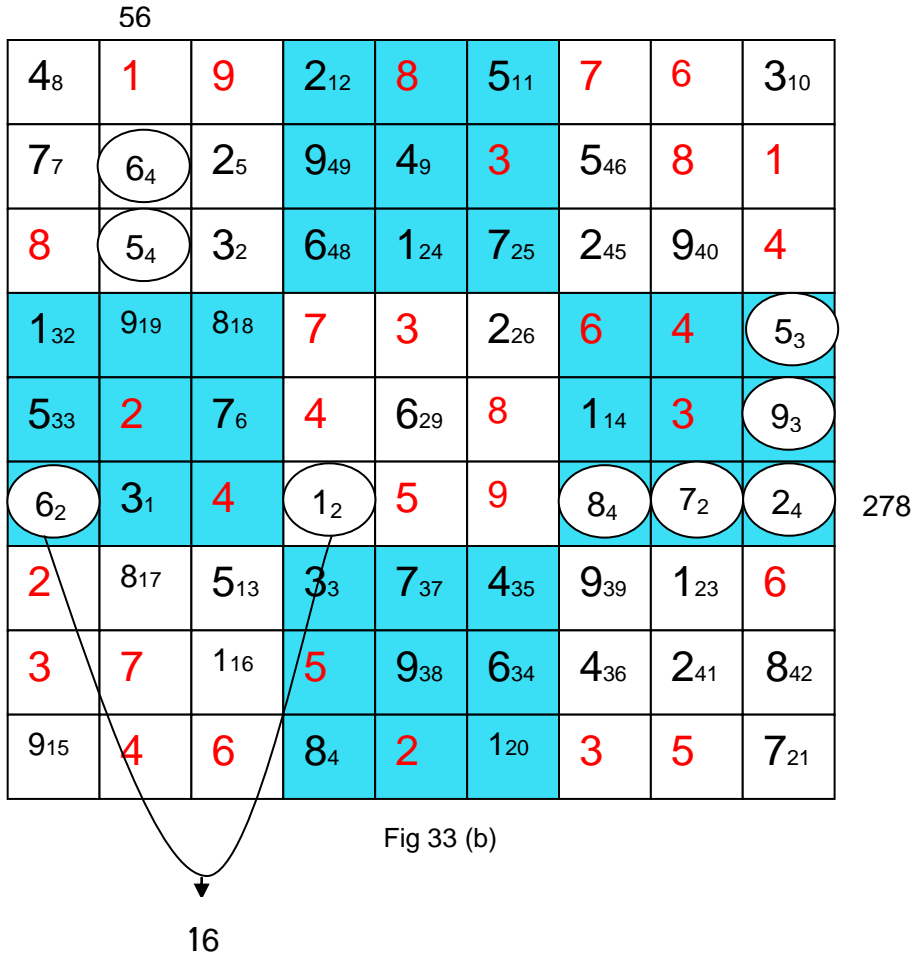 56
4₈ 1 9 2₁₂ 8 5₁₁ 7 6 3₁₀
7₇ 6₄ 2₅ 9₄₉ 4₉ 3 5₄₆ 8 1
8 5₄ 3₂ 6₄₈ 1₂₄ 7₂₅ 2₄₅ 9₄₀ 4
1₃₂ 9₁₉ 8₁₈ 7 3 2₂₆ 6 4 5₃
5₃₃ 2 7₆ 4 6₂₉ 8 1₁₄ 3 9₃
6₂ 3₁ 4 1₂ 5 9 8₄ 7₂ 2₄ 278
2 8₁₇ 5₁₃ 3₃ 7₃₇ 4₃₅ 9₃₉ 1₂₃ 6
3 7 1₁₆ 5 9₃₈ 6₃₄ 4₃₆ 2₄₁ 8₄₂
9₁₅ 4 6 8₄ 2 1₂₀ 3 5 7₂₁
Fig 33 (b)
16